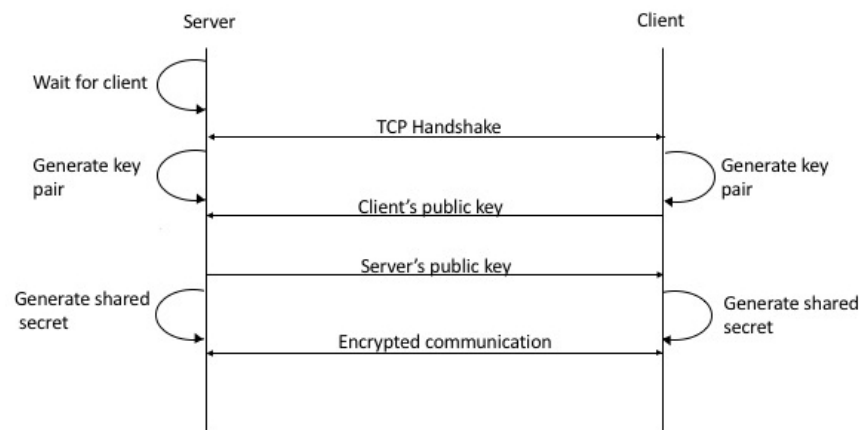 Server
Client
Wait for client
TCP Handshake
Generate key
pair
Generate key
pair
Client's public key
Server's public key
Generate shared
secret
Generate shared
secret
Encrypted communication